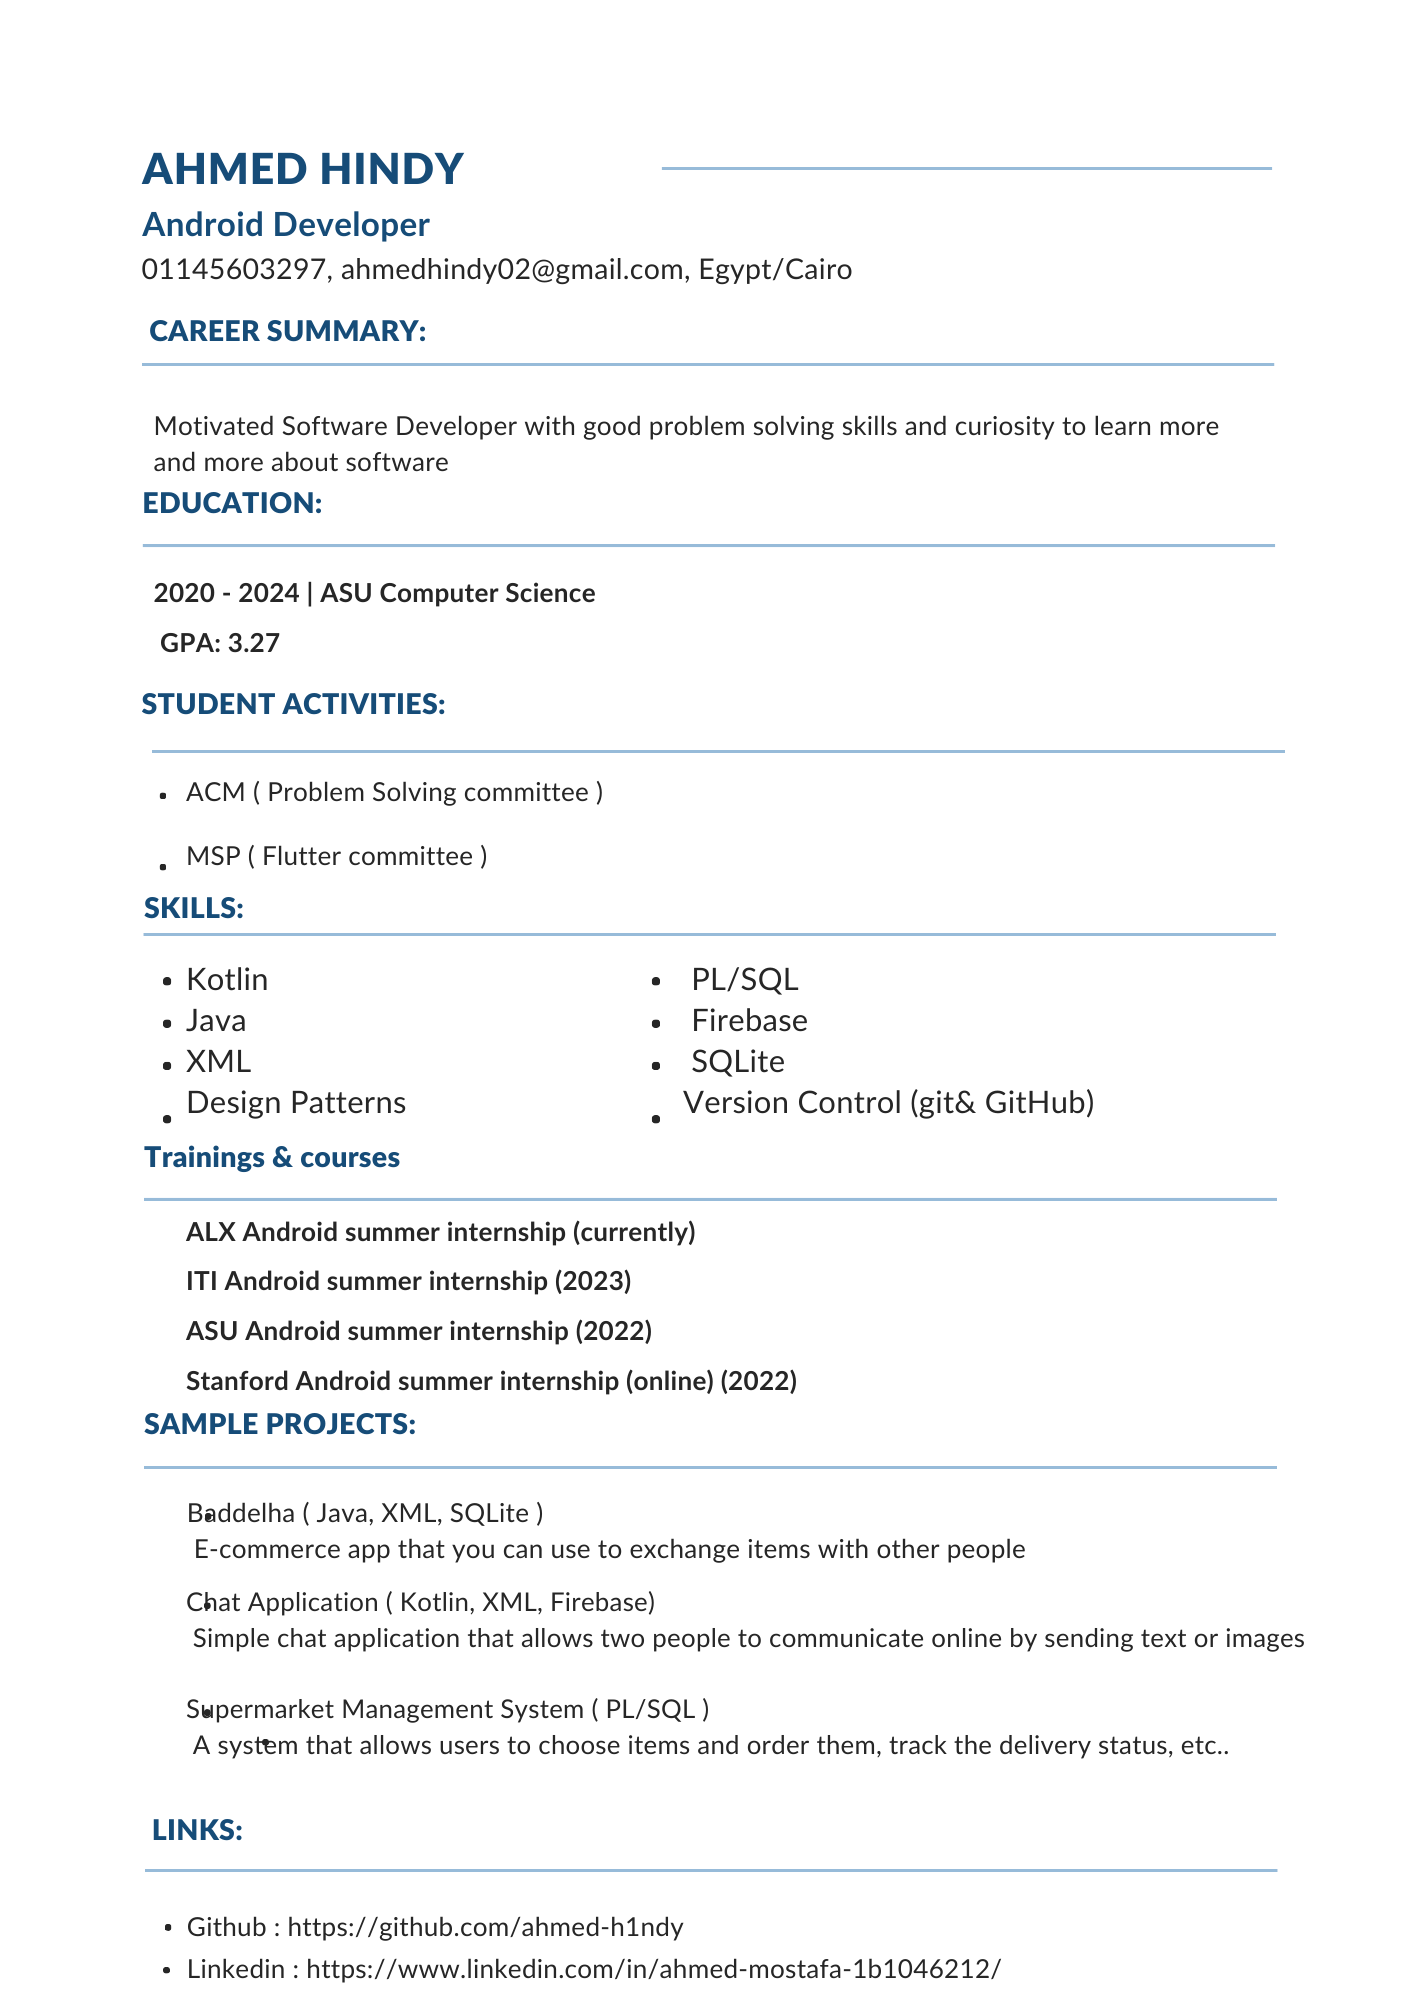 AHMED HINDY
Android Developer
01145603297, ahmedhindy02@gmail.com, Egypt/Cairo
CAREER SUMMARY:
Motivated Software Developer with good problem solving skills and curiosity to learn more
and more about software
EDUCATION:
2020 - 2024 | ASU Computer Science
GPA: 3.27
STUDENT ACTIVITIES:
• ACM ( Problem Solving committee )
• MSP ( Flutter committee )
SKILLS:
• Kotlin
• Java
• XML
• Design Patterns
• PL/SQL
• Firebase
• SQLite
• Version Control (git& GitHub)
Trainings & courses
ALX Android summer internship (currently)
ITI Android summer internship (2023)
ASU Android summer internship (2022)
Stanford Android summer internship (online) (2022)
SAMPLE PROJECTS:
Baddelha ( Java, XML, SQLite )
E-commerce app that you can use to exchange items with other people
Chat Application ( Kotlin, XML, Firebase)
Simple chat application that allows two people to communicate online by sending text or images
Supermarket Management System ( PL/SQL )
A system that allows users to choose items and order them, track the delivery status, etc..
LINKS:
• Github : https://github.com/ahmed-h1ndy
• Linkedin : https://www.linkedin.com/in/ahmed-mostafa-1b1046212/